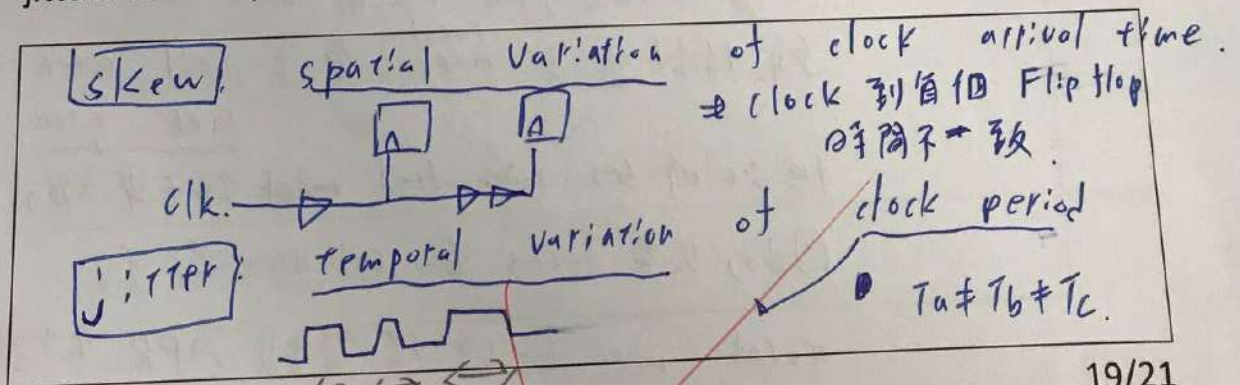 skew: spatial variation of clock arrival time.
⇒ clock 到每個 Flip flop
時間不一致.
clk.
jitter: temporal variation of clock period
Ta ≠ Tb ≠ Tc.
19/21